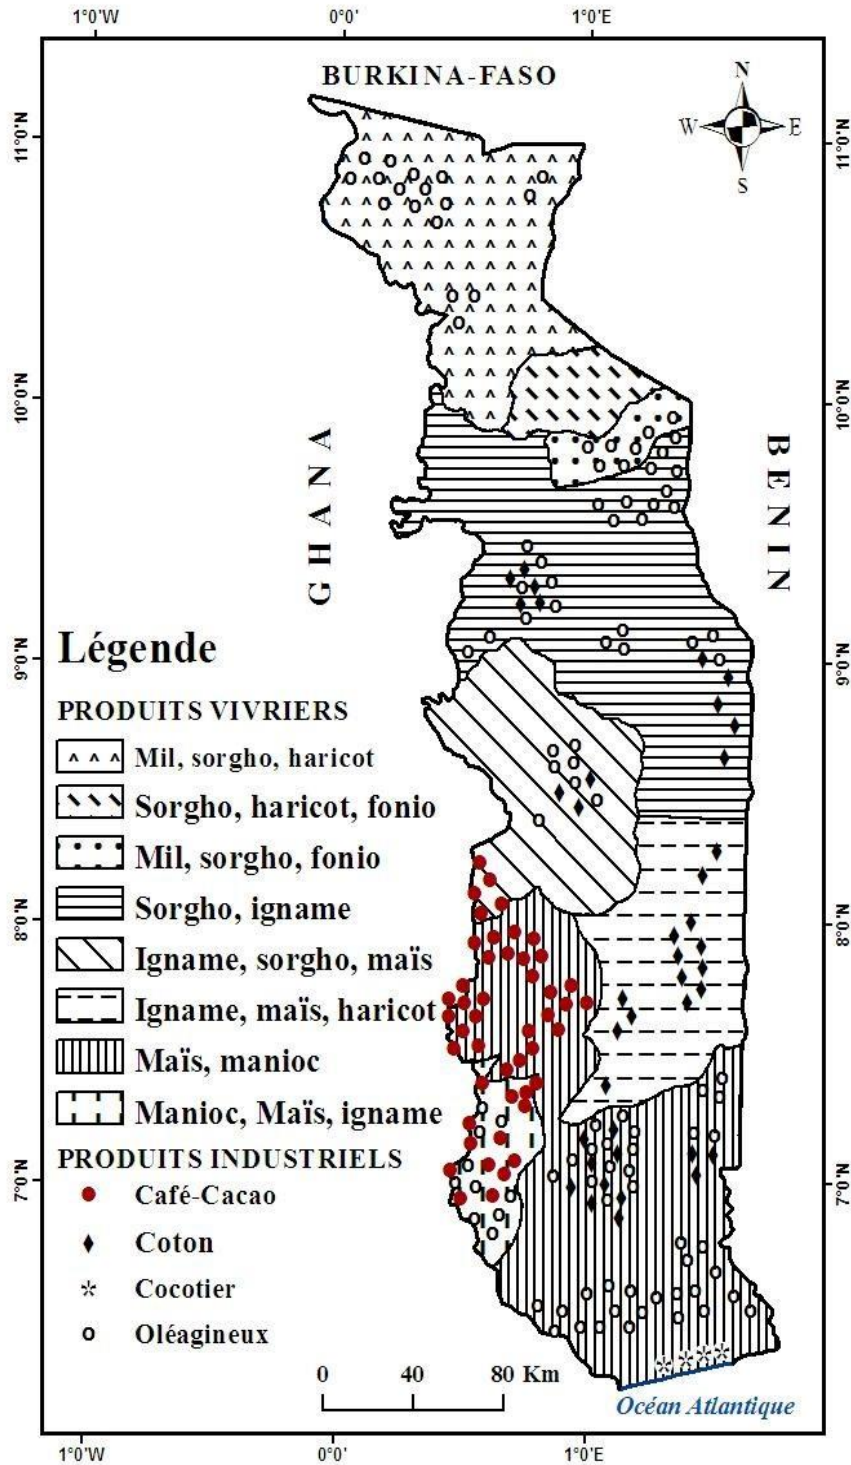 1°0'W 0°0' 1°0'E
BURKINA-FASO
N
W E
S
11°0'N 11°0'N
10°0'N 10°0'N
GHANA
BENIN
9°0'N 9°0'N
Légende
PRODUITS VIVRIERS
Mil, sorgho, haricot
Sorgho, haricot, fonio
Mil, sorgho, fonio
Sorgho, igname
8°0'N 8°0'N
Igname, sorgho, maïs
Igname, maïs, haricot
Maïs, manioc
Manioc, Maïs, igname
PRODUITS INDUSTRIELS
7°0'N 7°0'N
Café-Cacao
Coton
Cocotier
Oléagineux
0 40 80 Km
Océan Atlantique
1°0'W 0°0' 1°0'E